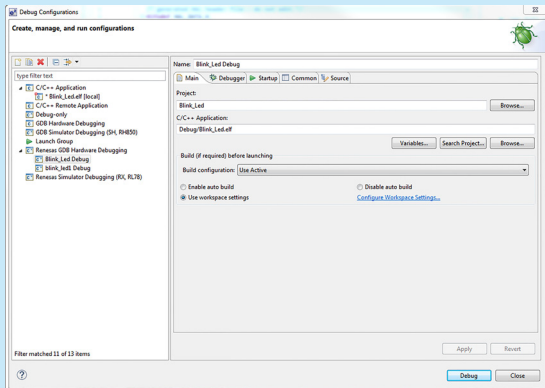 Debug Configurations
Create, manage, and run configurations
type filter text
C/C++ Application
* Blink_Led.elf [local]
C/C++ Remote Application
Debug-only
GDB Hardware Debugging
GDB Simulator Debugging (SH, RH850)
Launch Group
Renesas GDB Hardware Debugging
Blink_Led Debug
blink_led1 Debug
Renesas Simulator Debugging (RX, RL78)
Filter matched 11 of 13 items
Name: Blink_Led Debug
Main Debugger Startup Common Source
Project:
Blink_Led Browse...
C/C++ Application:
Debug/Blink_Led.elf
Variables... Search Project... Browse...
Build (if required) before launching
Build configuration: Use Active
Enable auto build Disable auto build
Use workspace settings Configure Workspace Settings...
Apply Revert
Debug Close